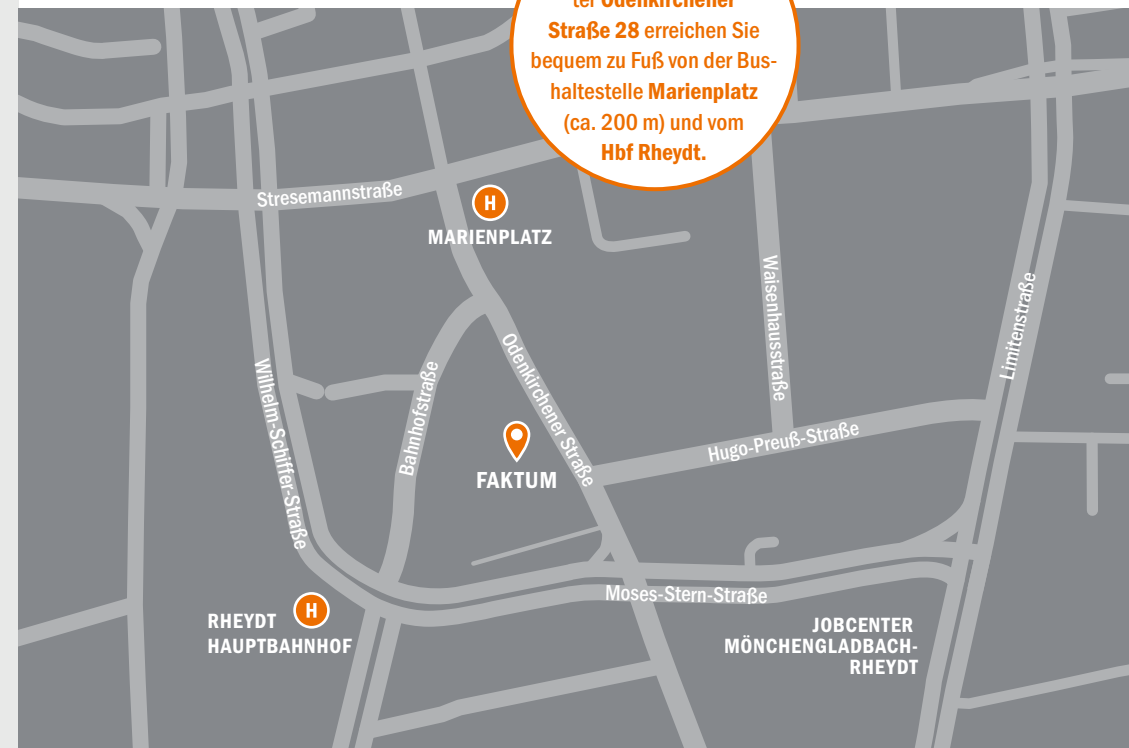 ter Odenkirchener
Straße 28 erreichen Sie
bequem zu Fuß von der Bus-
haltestelle Marienplatz
(ca. 200 m) und vom
Hbf Rheydt.
Stresemannstraße
H
MARIENPLATZ
Waisenhausstraße
Limitenstraße
Odenkirchener Straße
Wilhelm-Schiffer-Straße
Bahnhofstraße
Hugo-Preuß-Straße
FAKTUM
Moses-Stern-Straße
H
RHEYDT
HAUPTBAHNHOF
JOBCENTER
MÖNCHENGLADBACH-
RHEYDT